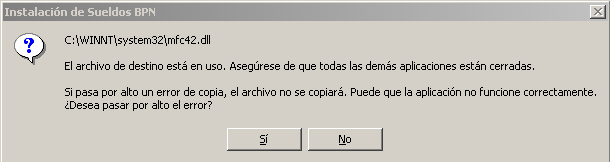 Instalación de Sueldos BPN
C:\WINNT\system32\mfc42.dll
El archivo de destino está en uso. Asegúrese de que todas las demás aplicaciones están cerradas.
Si pasa por alto un error de copia, el archivo no se copiará. Puede que la aplicación no funcione correctamente.
¿Desea pasar por alto el error?
Sí
No